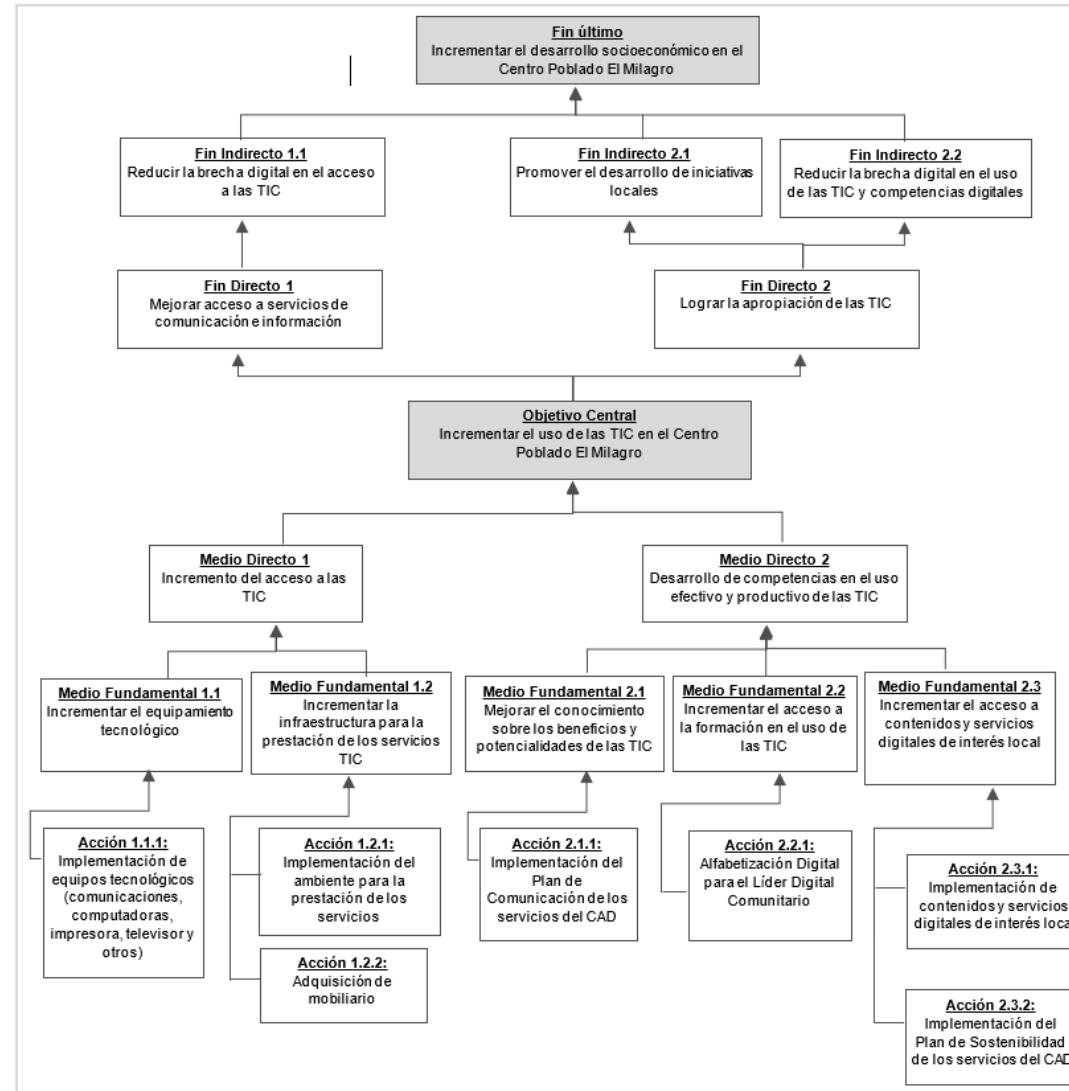 Fin último
Incrementar el desarrollo socioeconómico en el
Centro Poblado El Milagro
Fin Indirecto 1.1
Reducir la brecha digital en el acceso
a las TIC
Fin Indirecto 2.1
Promover el desarrollo de iniciativas
locales
Fin Indirecto 2.2
Reducir la brecha digital en el uso
de las TIC y competencias digitales
Fin Directo 1
Mejorar acceso a servicios de
comunicación e información
Fin Directo 2
Lograr la apropiación de las TIC
Objetivo Central
Incrementar el uso de las TIC en el Centro
Poblado El Milagro
Medio Directo 1
Incremento del acceso a las
TIC
Medio Directo 2
Desarrollo de competencias en el uso
efectivo y productivo de las TIC
Medio Fundamental 1.1
Incrementar el equipamiento
tecnológico
Medio Fundamental 1.2
Incrementar la
infraestructura para la
prestación de los servicios
TIC
Medio Fundamental 2.1
Mejorar el conocimiento
sobre los beneficios y
potencialidades de las TIC
Medio Fundamental 2.2
Incrementar el acceso a
la formación en el uso de
las TIC
Medio Fundamental 2.3
Incrementar el acceso a
contenidos y servicios
digitales de interés local
Acción 1.1.1:
Implementación de
equipos tecnológicos
(comunicaciones,
computadoras,
impresora, televisor y
otros)
Acción 1.2.1:
Implementación del
ambiente para la
prestación de los
servicios
Acción 1.2.2:
Adquisición de
mobiliario
Acción 2.1.1:
Implementación del
Plan de
Comunicación de los
servicios del CAD
Acción 2.2.1:
Alfabetización Digital
para el Líder Digital
Comunitario
Acción 2.3.1:
Implementación de
contenidos y servicios
digitales de interés loca
Acción 2.3.2:
Implementación del
Plan de Sostenibilidad
de los servicios del CAD